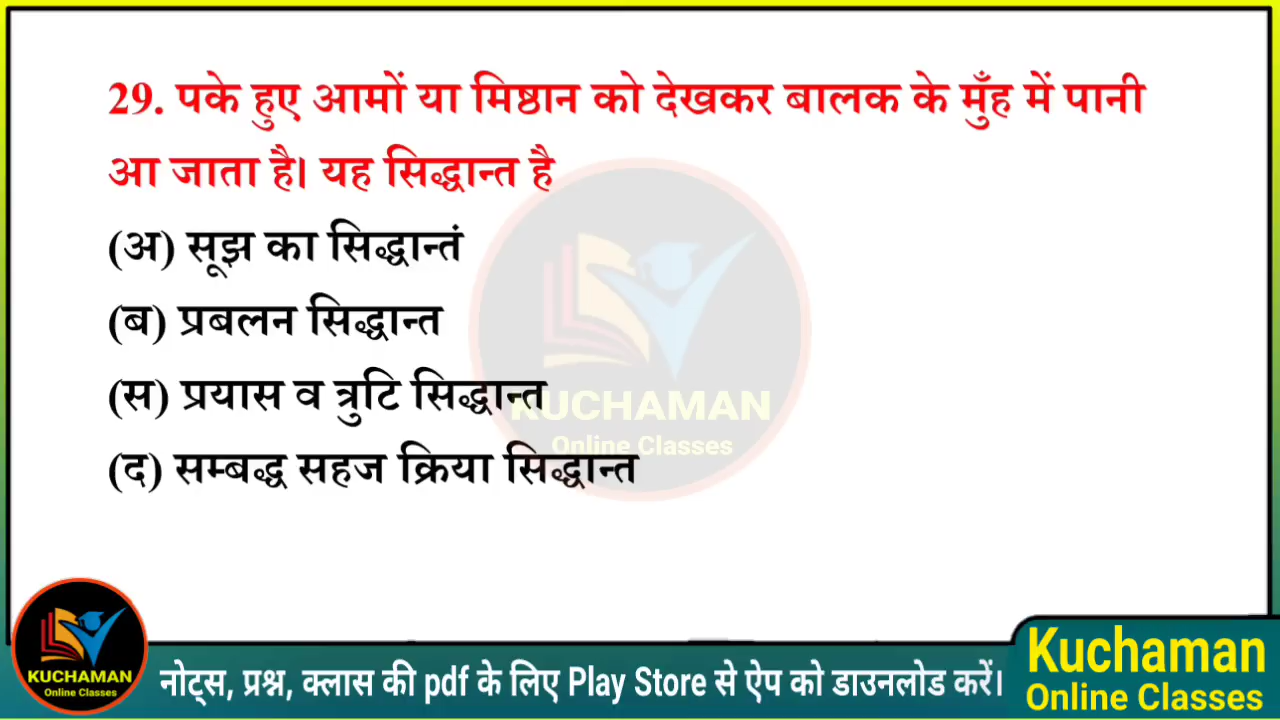 29. पके हुए आमों या मिष्ठान को देखकर बालक के मुँह में पानी
आ जाता है। यह सिद्धान्त है
(अ) सूझ का सिद्धान्तं
(ब) प्रबलन सिद्धान्त
(स) प्रयास व त्रुटि सिद्धान्त
(द) सम्बद्ध सहज क्रिया सिद्धान्त
KUCHAMAN
Online Classes
KUCHAMAN
Online Classes
नोट्स, प्रश्न, क्लास की pdf के लिए Play Store से ऐप को डाउनलोड करें।
Kuchaman
Online Classes